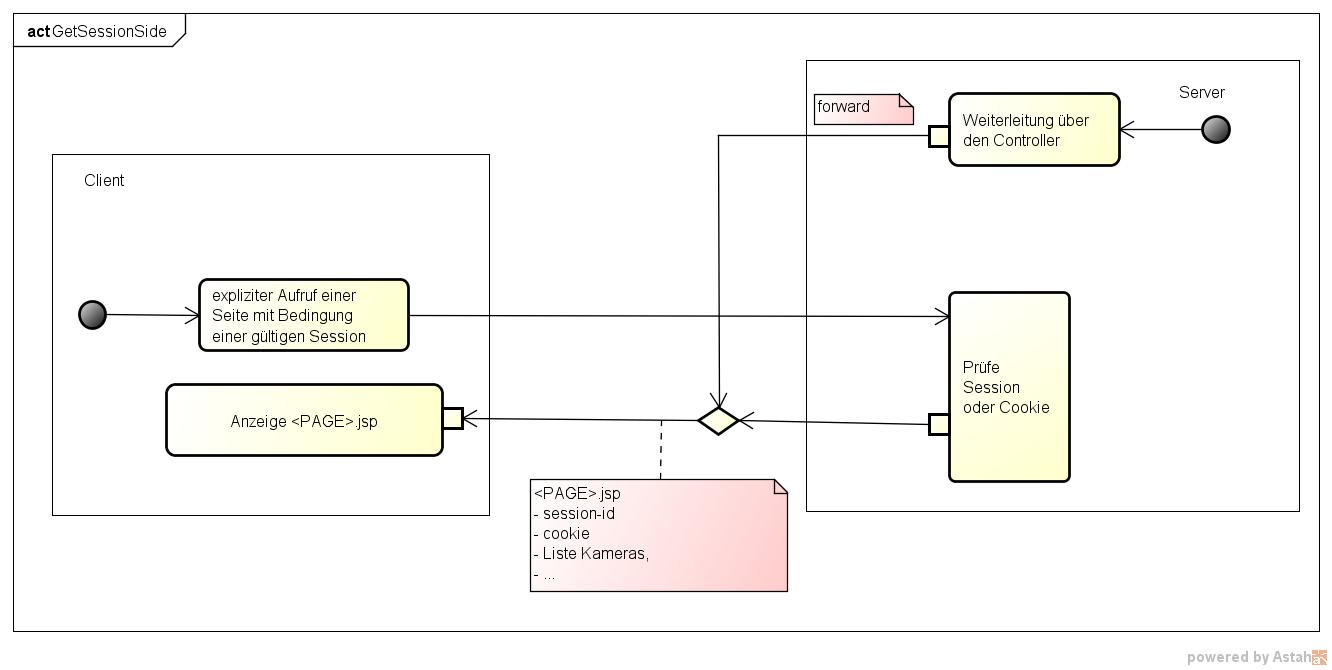 act GetSessionSide
Server
forward
Weiterleitung über
den Controller
Client
expliziter Aufruf einer
Seite mit Bedingung
einer gültigen Session
Prüfe
Session
oder Cookie
Anzeige <PAGE>.jsp
<PAGE>.jsp
- session-id
- cookie
- Liste Kameras,
- ...
powered by Astah